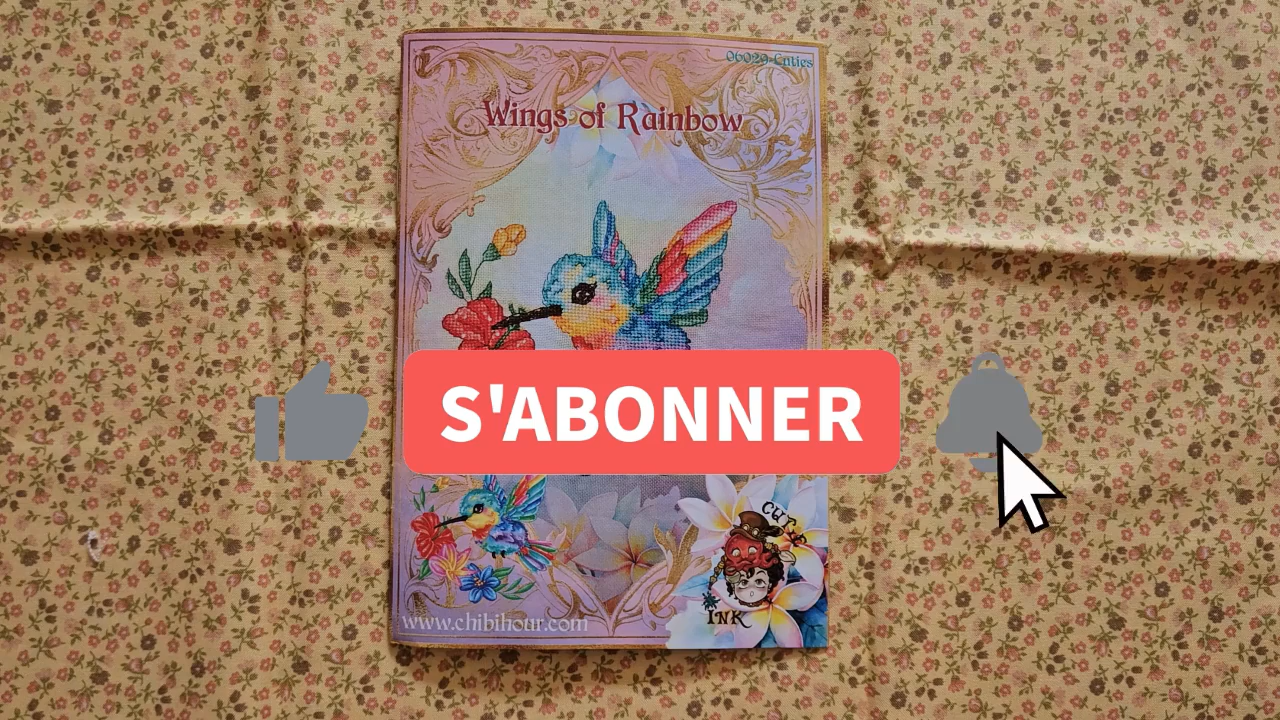 06029-Cuties
Wings of Rainbow
S'ABONNER
CUTE
INK
www.chibihour.com